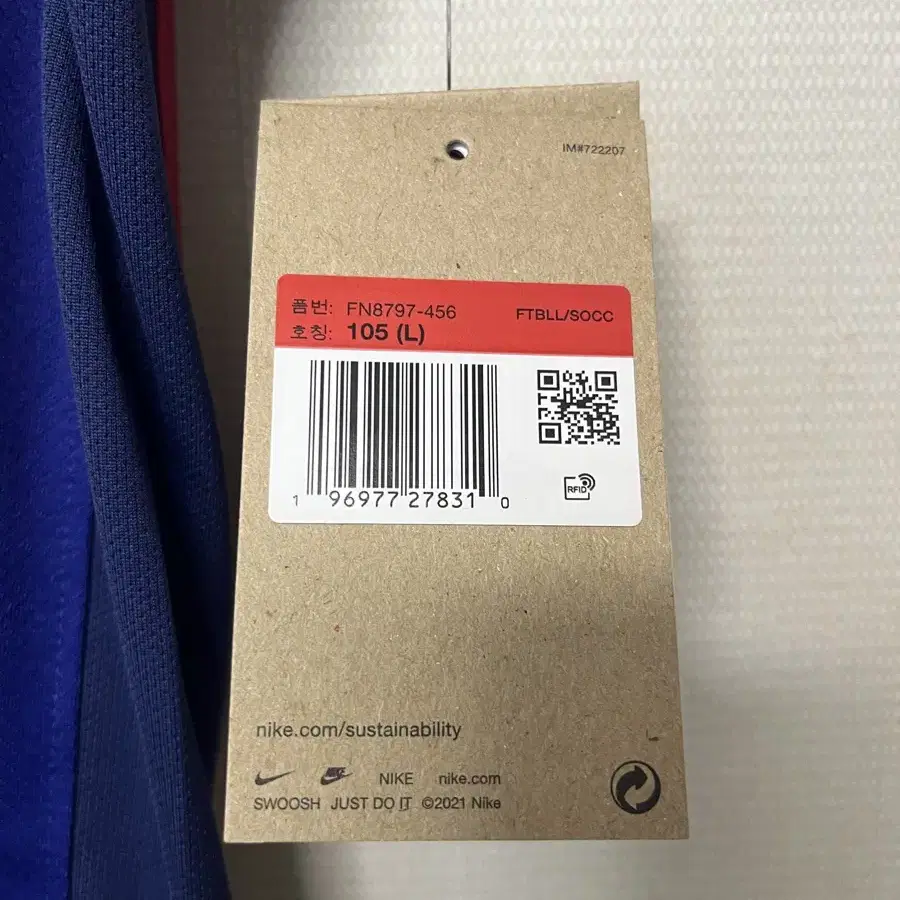 IM#722207
품번: FN8797-456
FTBLL/SOCC
호칭: 105 (L)
1 96977 27831 0
RFID
nike.com/sustainability
NIKE nike.com
SWOOSH JUST DO IT ©2021 Nike